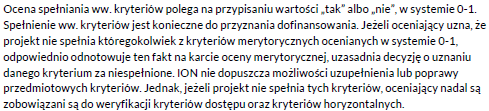 Ocena spełniania ww. kryteriów polega na przypisaniu wartości „tak” albo „nie”, w systemie 0-1.
Spełnienie ww. kryteriów jest konieczne do przyznania dofinansowania. Jeżeli oceniający uzna, że
projekt nie spełnia któregokolwiek z kryteriów merytorycznych ocenianych w systemie 0-1,
odpowiednio odnotowuje ten fakt na karcie oceny merytorycznej, uzasadnia decyzję o uznaniu
danego kryterium za niespełnione. ION nie dopuszcza możliwości uzupełnienia lub poprawy
przedmiotowych kryteriów. Jednak, jeżeli projekt nie spełnia tych kryteriów, oceniający nadal są
zobowiązani są do weryfikacji kryteriów dostępu oraz kryteriów horyzontalnych.